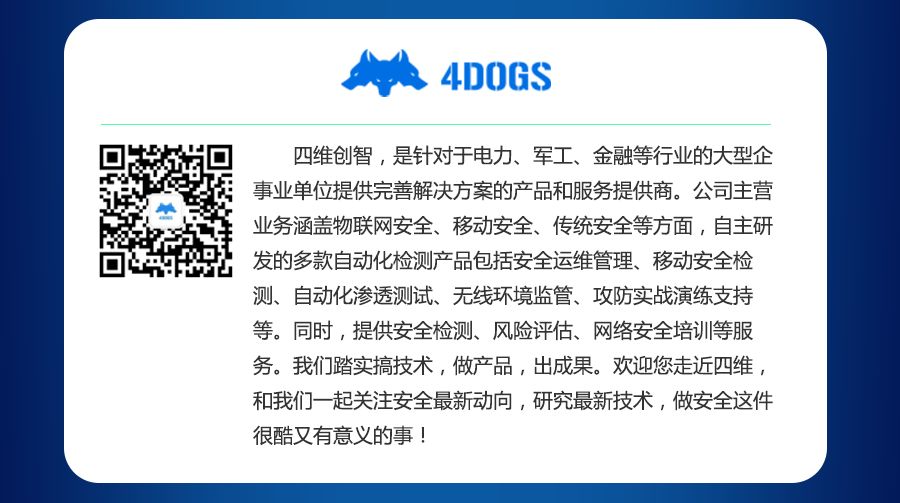 4DOGS
四维创智，是针对于电力、军工、金融等行业的大型企
事业单位提供完善解决方案的产品和服务提供商。公司主营
业务涵盖物联网安全、移动安全、传统安全等方面，自主研
发的多款自动化检测产品包括安全运维管理、移动安全检
测、自动化渗透测试、无线环境监管、攻防实战演练支持
等。同时，提供安全检测、风险评估、网络安全培训等服
务。我们踏实搞技术，做产品，出成果。欢迎您走近四维，
和我们一起关注安全最新动向，研究最新技术，做安全这件
很酷又有意义的事！
4DOGS